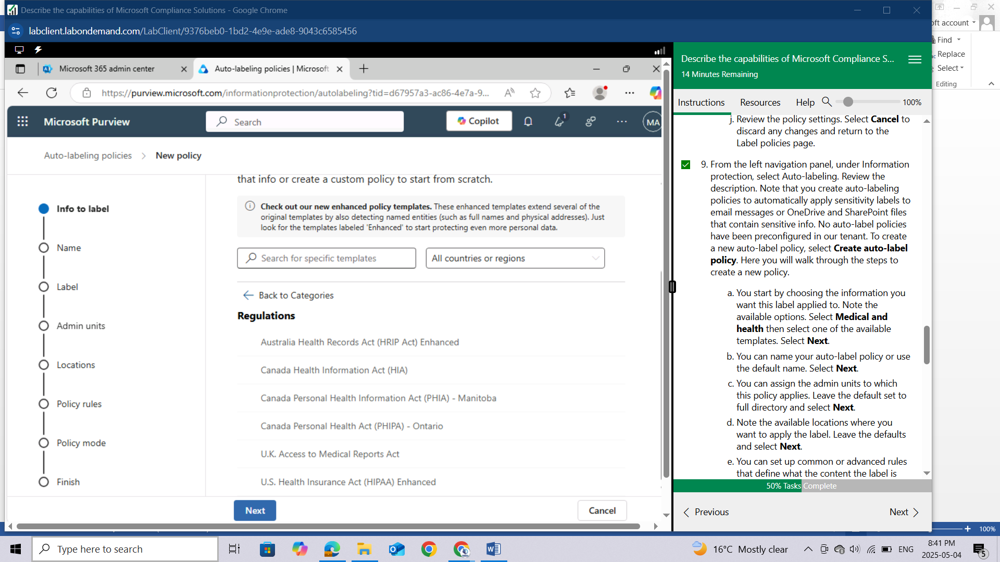 Describe the capabilities of Microsoft Compliance Solutions - Google Chrome
labclient.labondemand.com/LabClient/9376beb0-1bd2-4e9e-ade8-9043c6585456
Microsoft 365 admin center
Auto-labeling policies | Microsoft
https://purview.microsoft.com/informationprotection/autolabeling?tid=d67957a3-ac86-4e7a-9...
Microsoft Purview
Search
Copilot
1
MA
Auto-labeling policies > New policy
Info to label
Name
Label
Admin units
Locations
Policy rules
Policy mode
Finish
that info or create a custom policy to start from scratch.
Check out our new enhanced policy templates. These enhanced templates extend several of the
original templates by also detecting named entities (such as full names and physical addresses). Just
look for the templates labeled 'Enhanced' to start protecting even more personal data.
Search for specific templates
All countries or regions
Back to Categories
Regulations
Australia Health Records Act (HRIP Act) Enhanced
Canada Health Information Act (HIA)
Canada Personal Health Information Act (PHIA) - Manitoba
Canada Personal Health Act (PHIPA) - Ontario
U.K. Access to Medical Reports Act
U.S. Health Insurance Act (HIPAA) Enhanced
Next
Cancel
Describe the capabilities of Microsoft Compliance S...
14 Minutes Remaining
Instructions
Resources
Help
100%
j. Review the policy settings. Select Cancel to
discard any changes and return to the
Label policies page.
9. From the left navigation panel, under Information
protection, select Auto-labeling. Review the
description. Note that you create auto-labeling
policies to automatically apply sensitivity labels to
email messages or OneDrive and SharePoint files
that contain sensitive info. No auto-label policies
have been preconfigured in our tenant. To create
a new auto-label policy, select Create auto-label
policy. Here you will walk through the steps to
create a new policy.
a. You start by choosing the information you
want this label applied to. Note the
available options. Select Medical and
health then select one of the available
templates. Select Next.
b. You can name your auto-label policy or use
the default name. Select Next.
c. You can assign the admin units to which
this policy applies. Leave the default set to
full directory and select Next.
d. Note the available locations where you
want to apply the label. Leave the defaults
and select Next.
e. You can set up common or advanced rules
that define what the content the label is
50% Tasks Complete
Previous
Next
account
Find
Replace
Select
Editing
100%
Type here to search
16°C Mostly clear
ENG
8:41 PM
2025-05-04
5